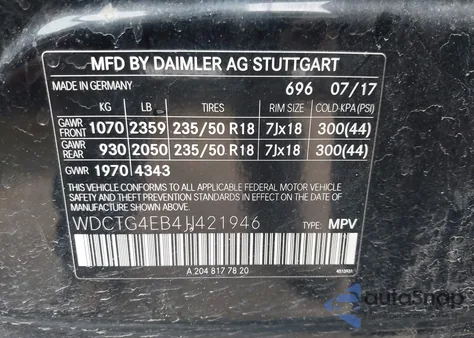 MFD BY DAIMLER AG STUTTGART
MADE IN GERMANY 696 07/17
KG LB TIRES RIM SIZE COLD-KPA (PSI)
GAWR FRONT 1070 2359 235/50 R18 7Jx18 300(44)
GAWR REAR 930 2050 235/50 R18 7Jx18 300(44)
GVWR 1970 4343
THIS VEHICLE CONFORMS TO ALL APPLICABLE FEDERAL MOTOR VEHICLE
SAFETY AND THEFT PREVENTION STANDARDS IN EFFECT ON THE DATE
OF MANUFACTURE SHOWN ABOVE.
WDCTG4EB4JJ421946 TYPE: MPV
A 204 817 78 20
autoSnap